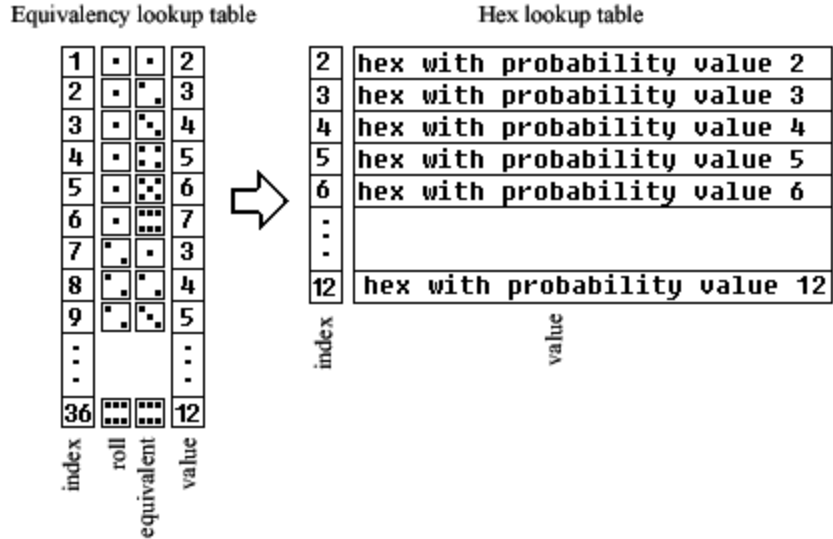 Equivalency lookup table
Hex lookup table
1 2
2 3
3 4
4 5
5 6
6 7
7 3
8 4
9 5
36 12
index
roll
equivalent
value
2 hex with probability value 2
3 hex with probability value 3
4 hex with probability value 4
5 hex with probability value 5
6 hex with probability value 6
12 hex with probability value 12
index
value